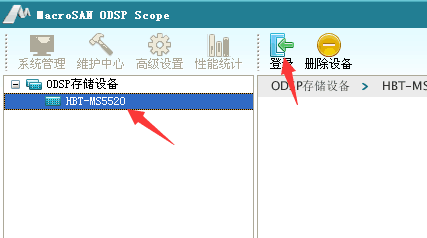 MacroSAN ODSP Scope
系统管理 维护中心 高级设置 性能统计 登录 删除设备
ODSP存储设备
ODSP存储设备 > HBT-MS
HBT-MS5520